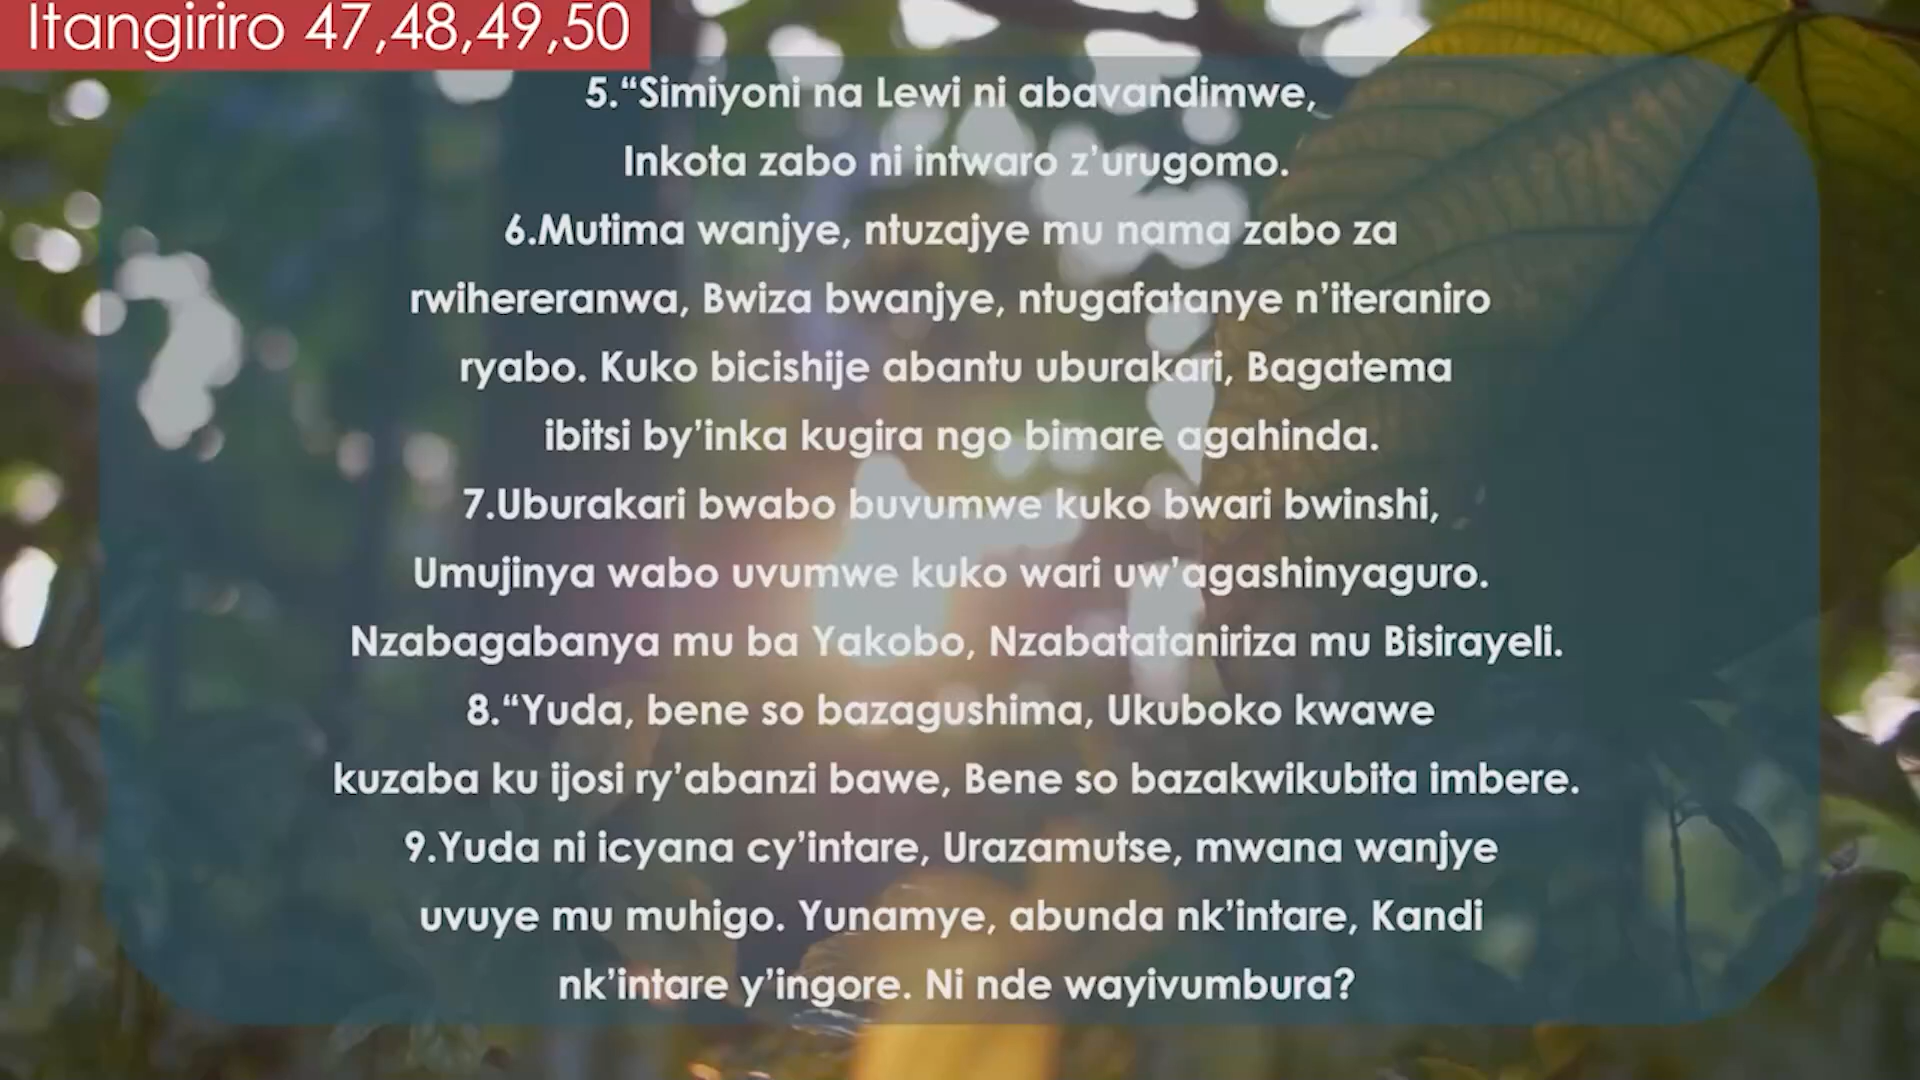 Itangiriro 47,48,49,50
5.“Simiyoni na Lewi ni abavandimwe,
Inkota zabo ni intwaro z’urugomo.
6.Mutima wanjye, ntuzajye mu nama zabo za
rwihereranwa, Bwiza bwanjye, ntugafatanye n’iteraniro
ryabo. Kuko bicishije abantu uburakari, Bagatema
ibitsi by’inka kugira ngo bimare agahinda.
7.Uburakari bwabo buvumwe kuko bwari bwinshi,
Umujinya wabo uvumwe kuko wari uw’agashinyaguro.
Nzabagabanya mu ba Yakobo, Nzabatataniriza mu Bisirayeli.
8.“Yuda, bene so bazagushima, Ukuboko kwawe
kuzaba ku ijosi ry’abanzi bawe, Bene so bazakwikubita imbere.
9.Yuda ni icyana cy’intare, Urazamutse, mwana wanjye
uvuye mu muhigo. Yunamye, abunda nk’intare, Kandi
nk’intare y’ingore. Ni nde wayivumbura?